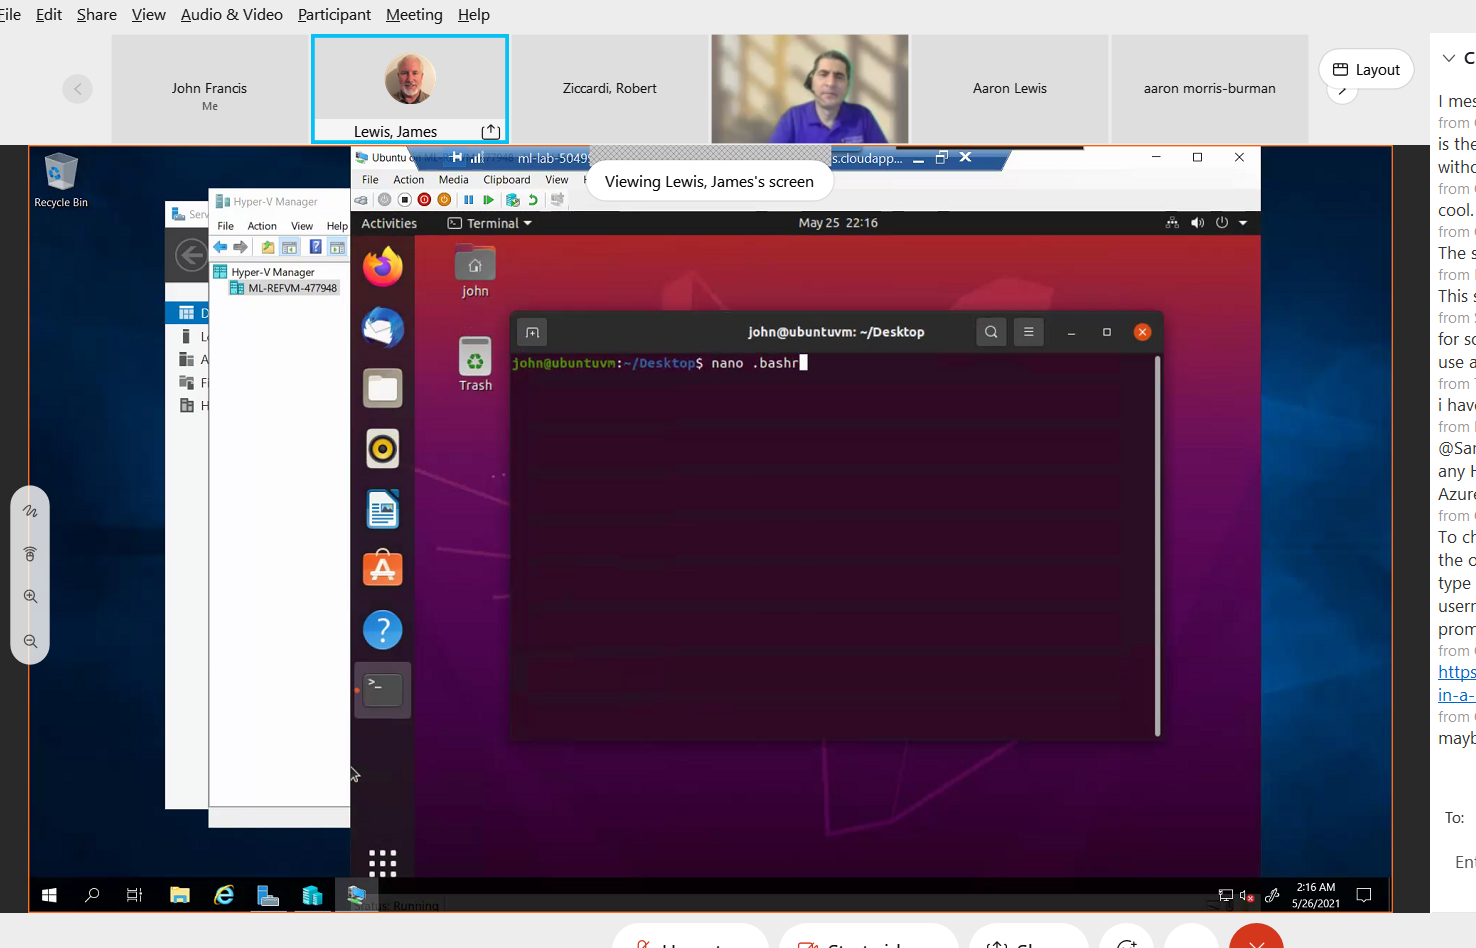 File Edit Share View Audio & Video Participant Meeting Help
John Francis
Me
Lewis, James
Ziccardi, Robert
Aaron Lewis
aaron morris-burman
Layout
Viewing Lewis, James's screen
Recycle Bin
Hyper-V Manager
File Action View Help
Hyper-V Manager
ML-REFVM-477948
Ubuntu on
ml-lab-5049
s.cloudapp...
File Action Media Clipboard View
Activities Terminal May 25 22:16
john
Trash
john@ubuntuvm: ~/Desktop
john@ubuntuvm:~/Desktop$ nano .bashr
Status: Running
2:16 AM
5/26/2021
I mes
from
is the
witho
from
cool.
from
The s
from
This s
from
for so
use a
from
i have
from
@Sar
any H
Azure
from
To ch
the o
type
userr
prom
from
https
in-a-
from
mayb
To: